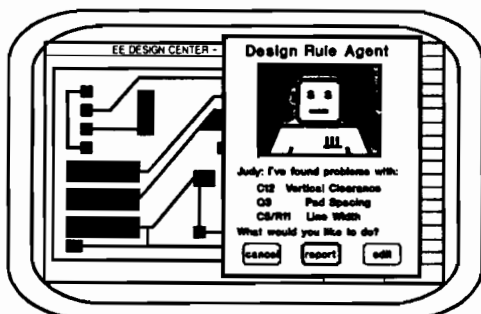 EE DESIGN CENTER -
Design Rule Agent
Judy: I've found problems with:
C12 Vertical Clearance
Q3 Pad Spacing
C5/R11 Line Width
What would you like to do?
cancel report edit